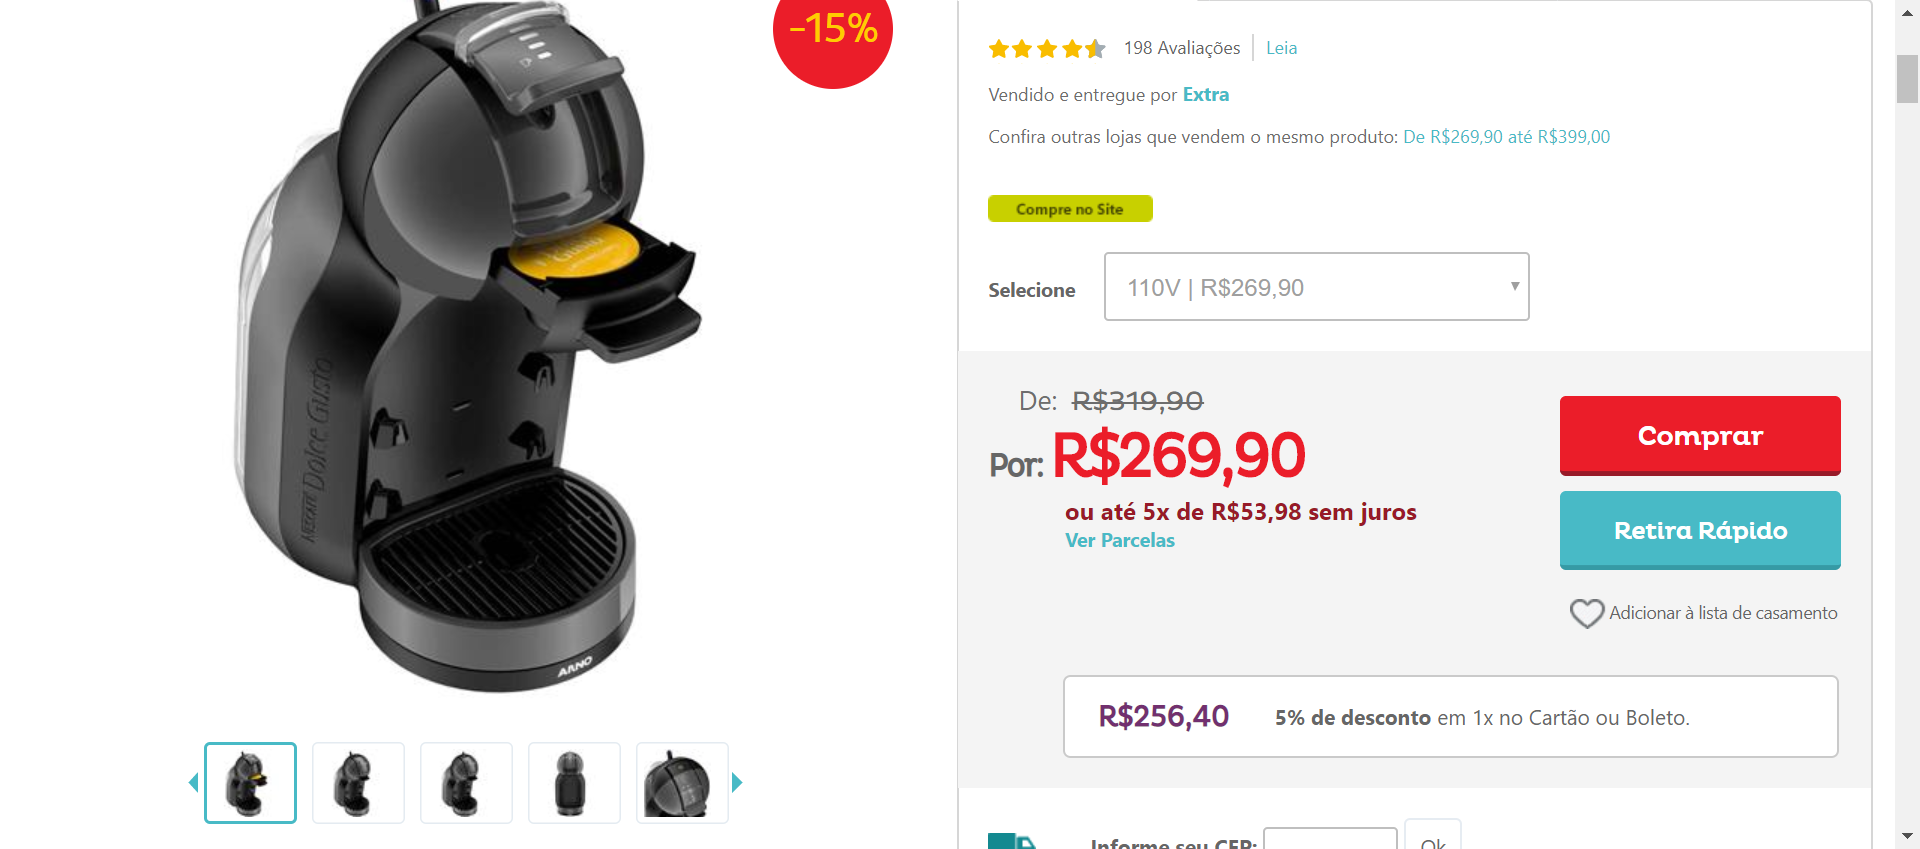 -15%
198 Avaliações
Leia
Vendido e entregue por Extra
Confira outras lojas que vendem o mesmo produto: De R$269,90 até R$399,00
Compre no Site
Selecione
110V | R$269,90
De: R$319,90
Por: R$269,90
ou até 5x de R$53,98 sem juros
Ver Parcelas
Comprar
Retira Rápido
Adicionar à lista de casamento
R$256,40
5% de desconto em 1x no Cartão ou Boleto.
Informe seu CEP:
Ok
NESCAFÉ Dolce Gusto
ARNO
Gusto